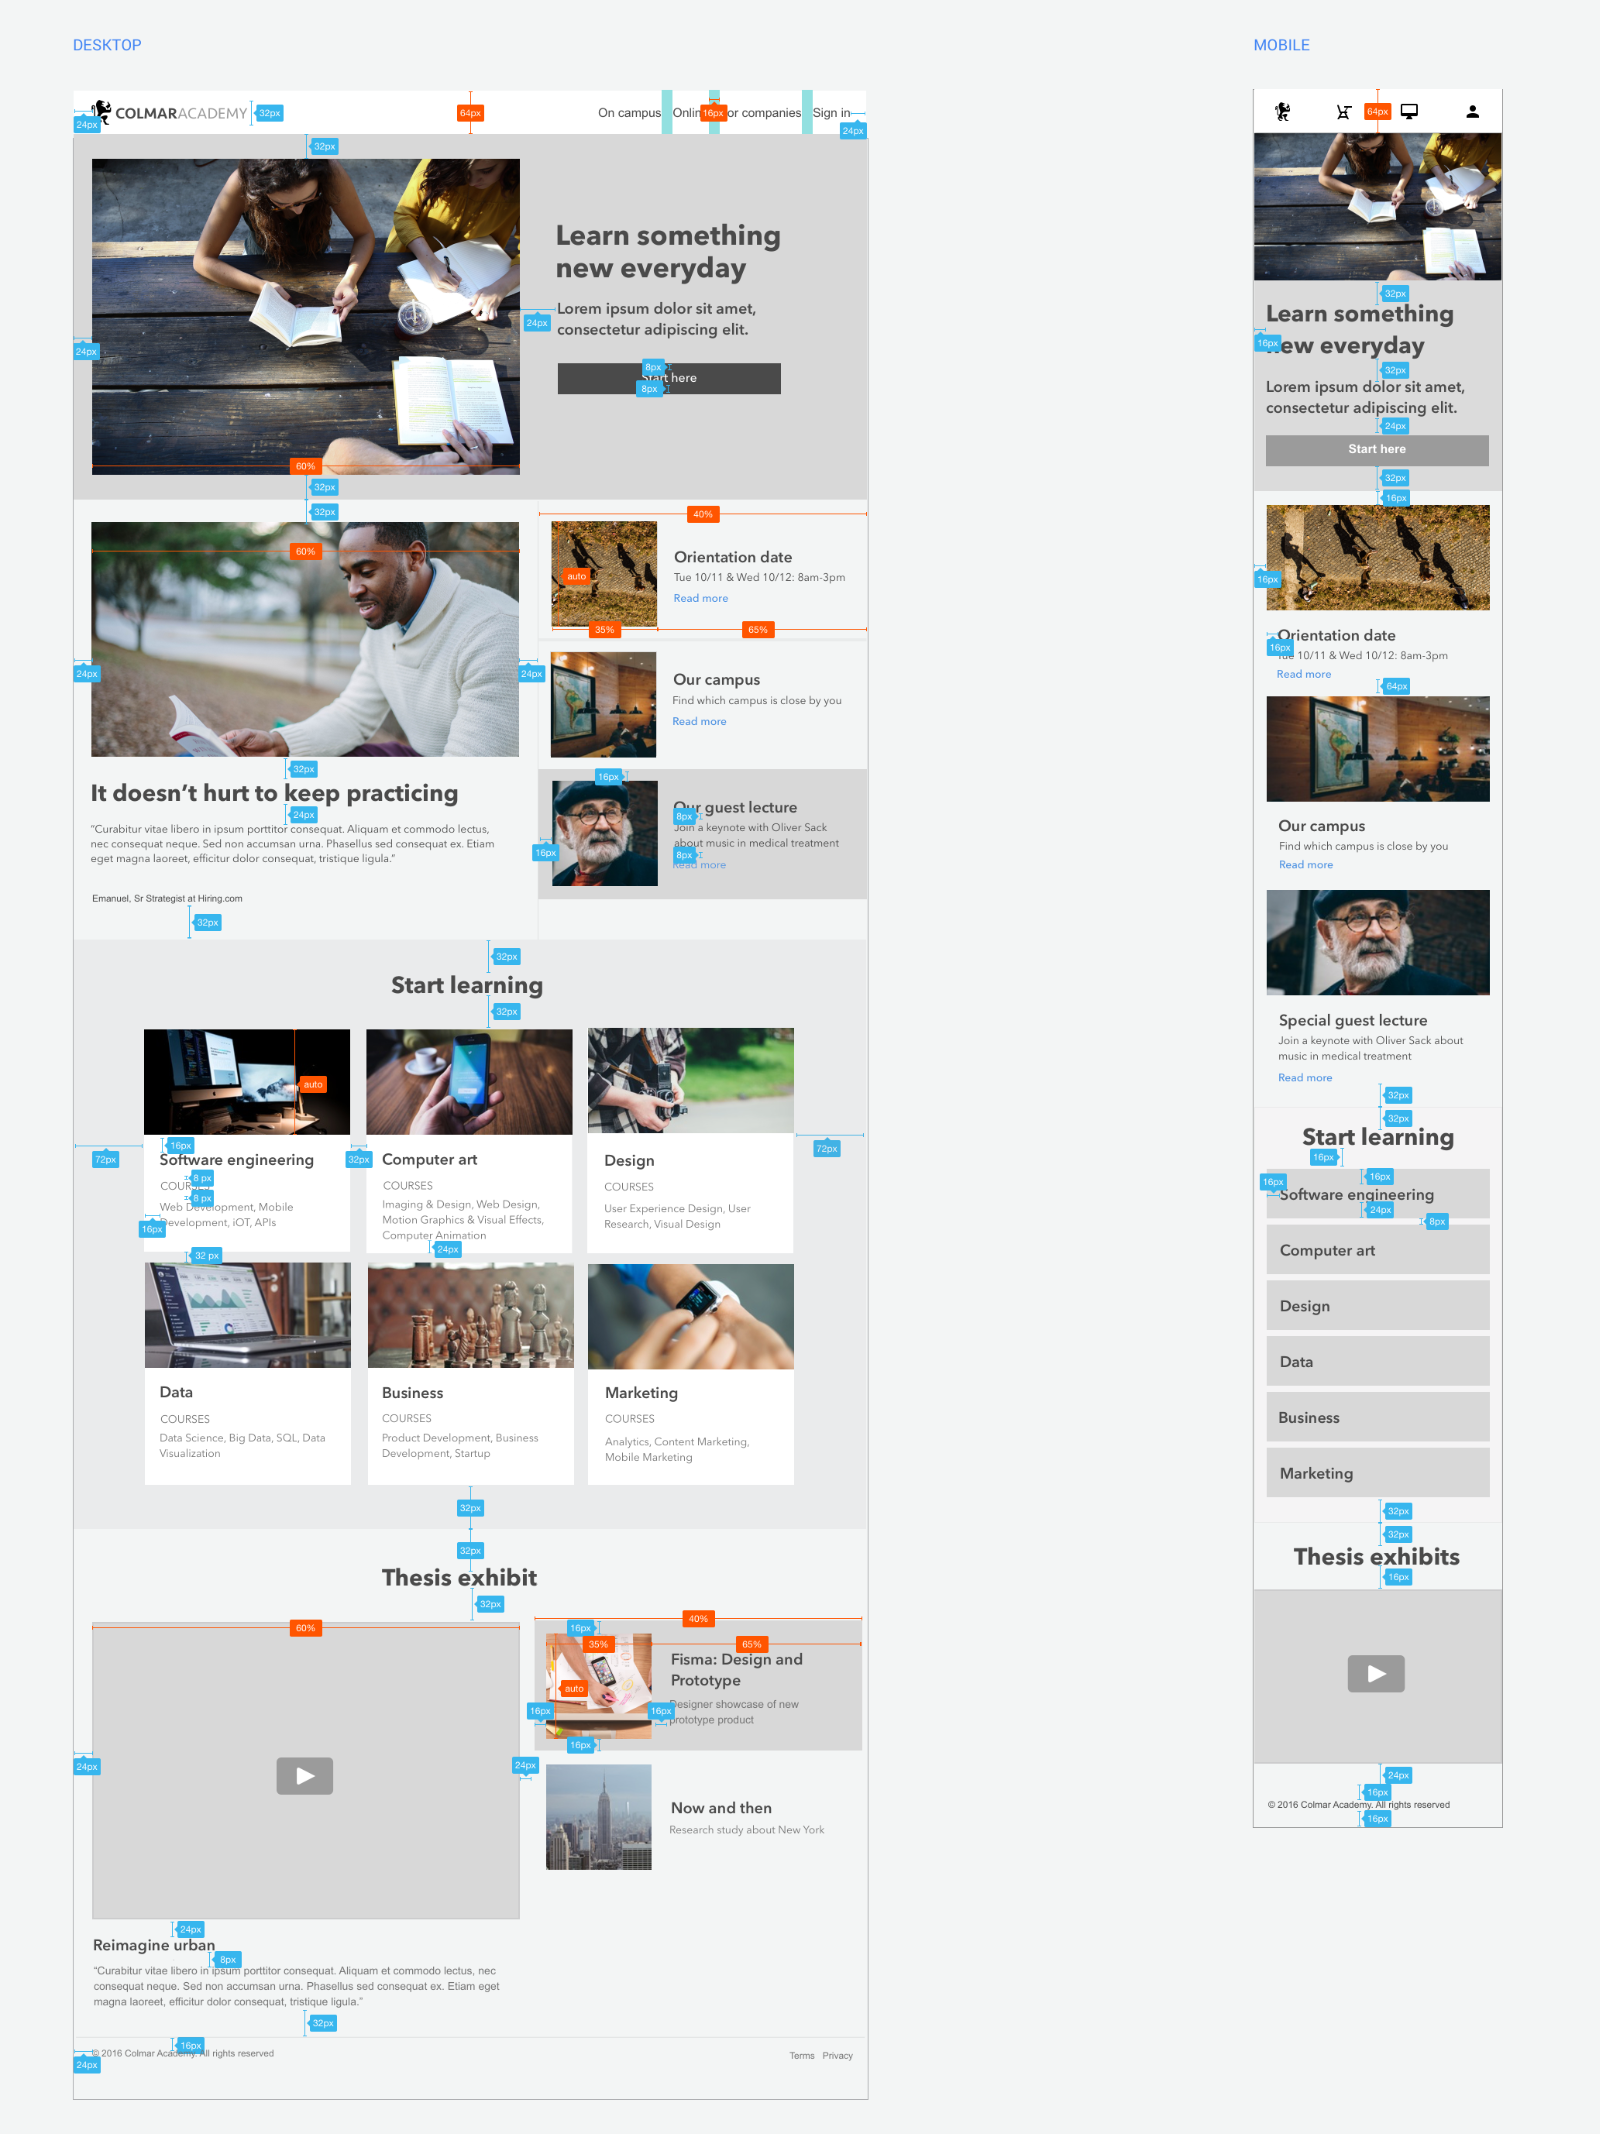 DESKTOP
MOBILE
COLMARACADEMY
32px
64px
On campus
Onlin
16px
or companies
Sign in
24px
24px
32px
Learn something
new everyday
Lorem ipsum dolor sit amet,
consectetur adipiscing elit.
24px
24px
8px
Start here
8px
60%
32px
32px
60%
24px
24px
40%
Orientation date
auto
Tue 10/11 & Wed 10/12: 8am-3pm
Read more
35%
65%
Our campus
Find which campus is close by you
Read more
32px
It doesn’t hurt to keep practicing
24px
“Curabitur vitae libero in ipsum porttitor consequat. Aliquam et commodo lectus,
nec consequat neque. Sed non accumsan urna. Phasellus sed consequat ex. Etiam
eget magna laoreet, efficitur dolor consequat, tristique ligula.”
Emanuel, Sr Strategist at Hiring.com
32px
16px
Our guest lecture
8px
Join a keynote with Oliver Sack
about music in medical treatment
16px
8px
Read more
32px
Start learning
32px
auto
72px
16px
Software engineering
8 px
COURSES
8 px
Web Development, Mobile
Development, iOT, APIs
16px
32 px
32px
Computer art
COURSES
Imaging & Design, Web Design,
Motion Graphics & Visual Effects,
Computer Animation
24px
72px
Design
COURSES
User Experience Design, User
Research, Visual Design
Data
COURSES
Data Science, Big Data, SQL, Data
Visualization
Business
COURSES
Product Development, Business
Development, Startup
Marketing
COURSES
Analytics, Content Marketing,
Mobile Marketing
32px
32px
Thesis exhibit
32px
60%
24px
24px
40%
16px
35%
65%
Fisma: Design and
Prototype
auto
Designer showcase of new
prototype product
16px
16px
16px
Now and then
Research study about New York
24px
Reimagine urban
8px
“Curabitur vitae libero in ipsum porttitor consequat. Aliquam et commodo lectus, nec
consequat neque. Sed non accumsan urna. Phasellus sed consequat ex. Etiam eget
magna laoreet, efficitur dolor consequat, tristique ligula.”
32px
16px
24px
© 2016 Colmar Academy. All rights reserved
Terms Privacy
64px
32px
Learn something
16px
new everyday
32px
Lorem ipsum dolor sit amet,
consectetur adipiscing elit.
24px
Start here
32px
16px
16px
Orientation date
16px
Tue 10/11 & Wed 10/12: 8am-3pm
Read more
64px
Our campus
Find which campus is close by you
Read more
Special guest lecture
Join a keynote with Oliver Sack about
music in medical treatment
Read more
32px
32px
Start learning
16px
16px
16px
Software engineering
24px
8px
Computer art
Design
Data
Business
Marketing
32px
32px
Thesis exhibits
16px
24px
16px
© 2016 Colmar Academy. All rights reserved
16px